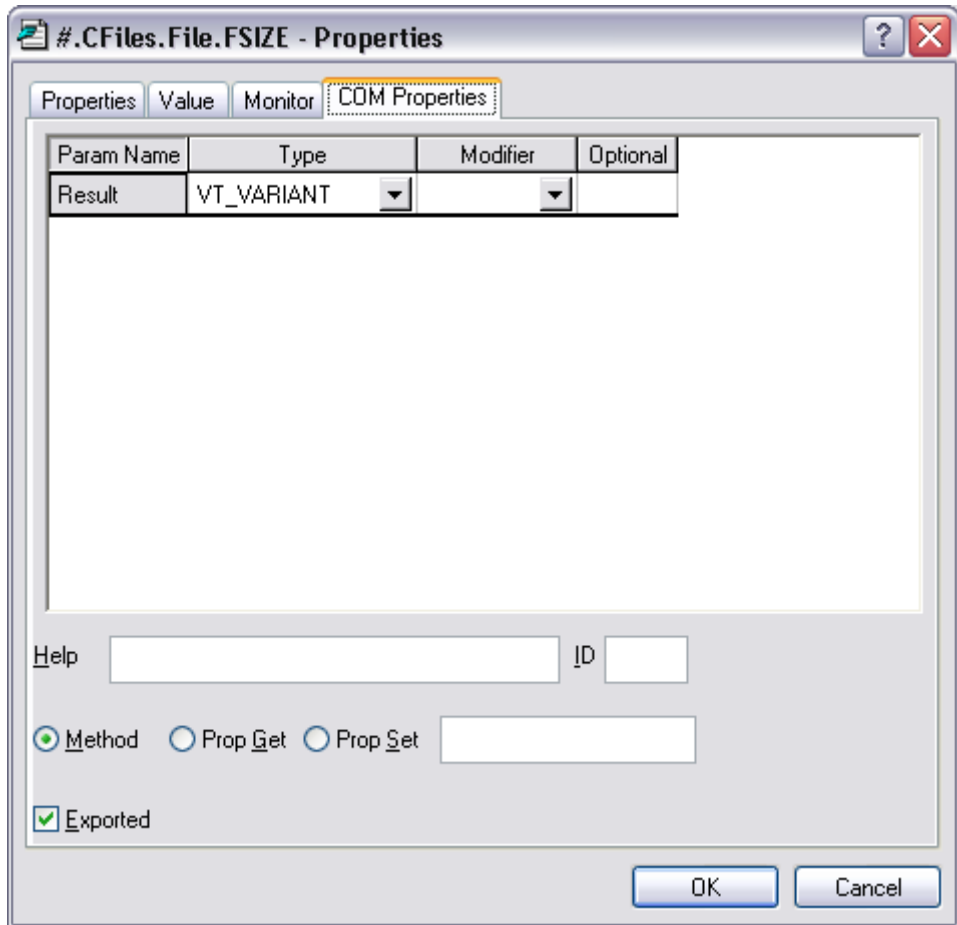 #.CFiles.File.FSIZE - Properties
Properties Value Monitor COM Properties
Param Name Type Modifier Optional
Result VT_VARIANT
Help ID
Method Prop Get Prop Set
Exported
OK Cancel